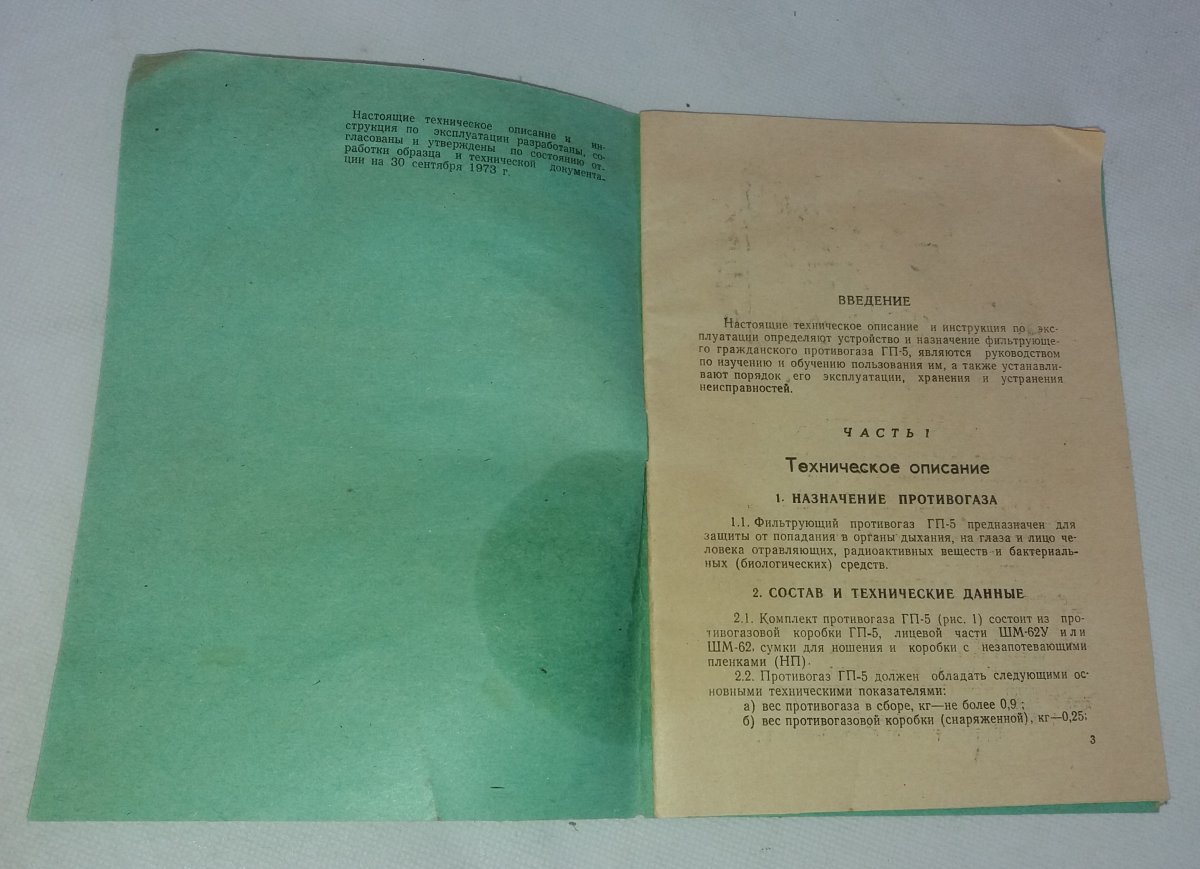 Настоящие техническое описание и ин-
струкция по эксплуатации разработаны, со-
гласованы и утверждены по состоянию от-
работки образца и технической документа-
ции на 30 сентября 1973 г.
ВВЕДЕНИЕ
Настоящие техническое описание и инструкция по экс-
плуатации определяют устройство и назначение фильтрующе-
го гражданского противогаза ГП-5, являются руководством
по изучению и обучению пользования им, а также устанавли-
вают порядок его эксплуатации, хранения и устранения
неисправностей.
ЧАСТЬ I
Техническое описание
1. НАЗНАЧЕНИЕ ПРОТИВОГАЗА
1.1. Фильтрующий противогаз ГП-5 предназначен для
защиты от попадания в органы дыхания, на глаза и лицо че-
ловека отравляющих, радиоактивных веществ и бактериаль-
ных (биологических) средств.
2. СОСТАВ И ТЕХНИЧЕСКИЕ ДАННЫЕ
2.1. Комплект противогаза ГП-5 (рис. 1) состоит из про-
тивогазовой коробки ГП-5, лицевой части ШМ-62У или
ШМ-62, сумки для ношения и коробки с незапотевающими
пленками (НП).
2.2. Противогаз ГП-5 должен обладать следующими ос-
новными техническими показателями:
а) вес противогаза в сборе, кг—не более 0,9;
б) вес противогазовой коробки (снаряженной), кг—0,25;
3